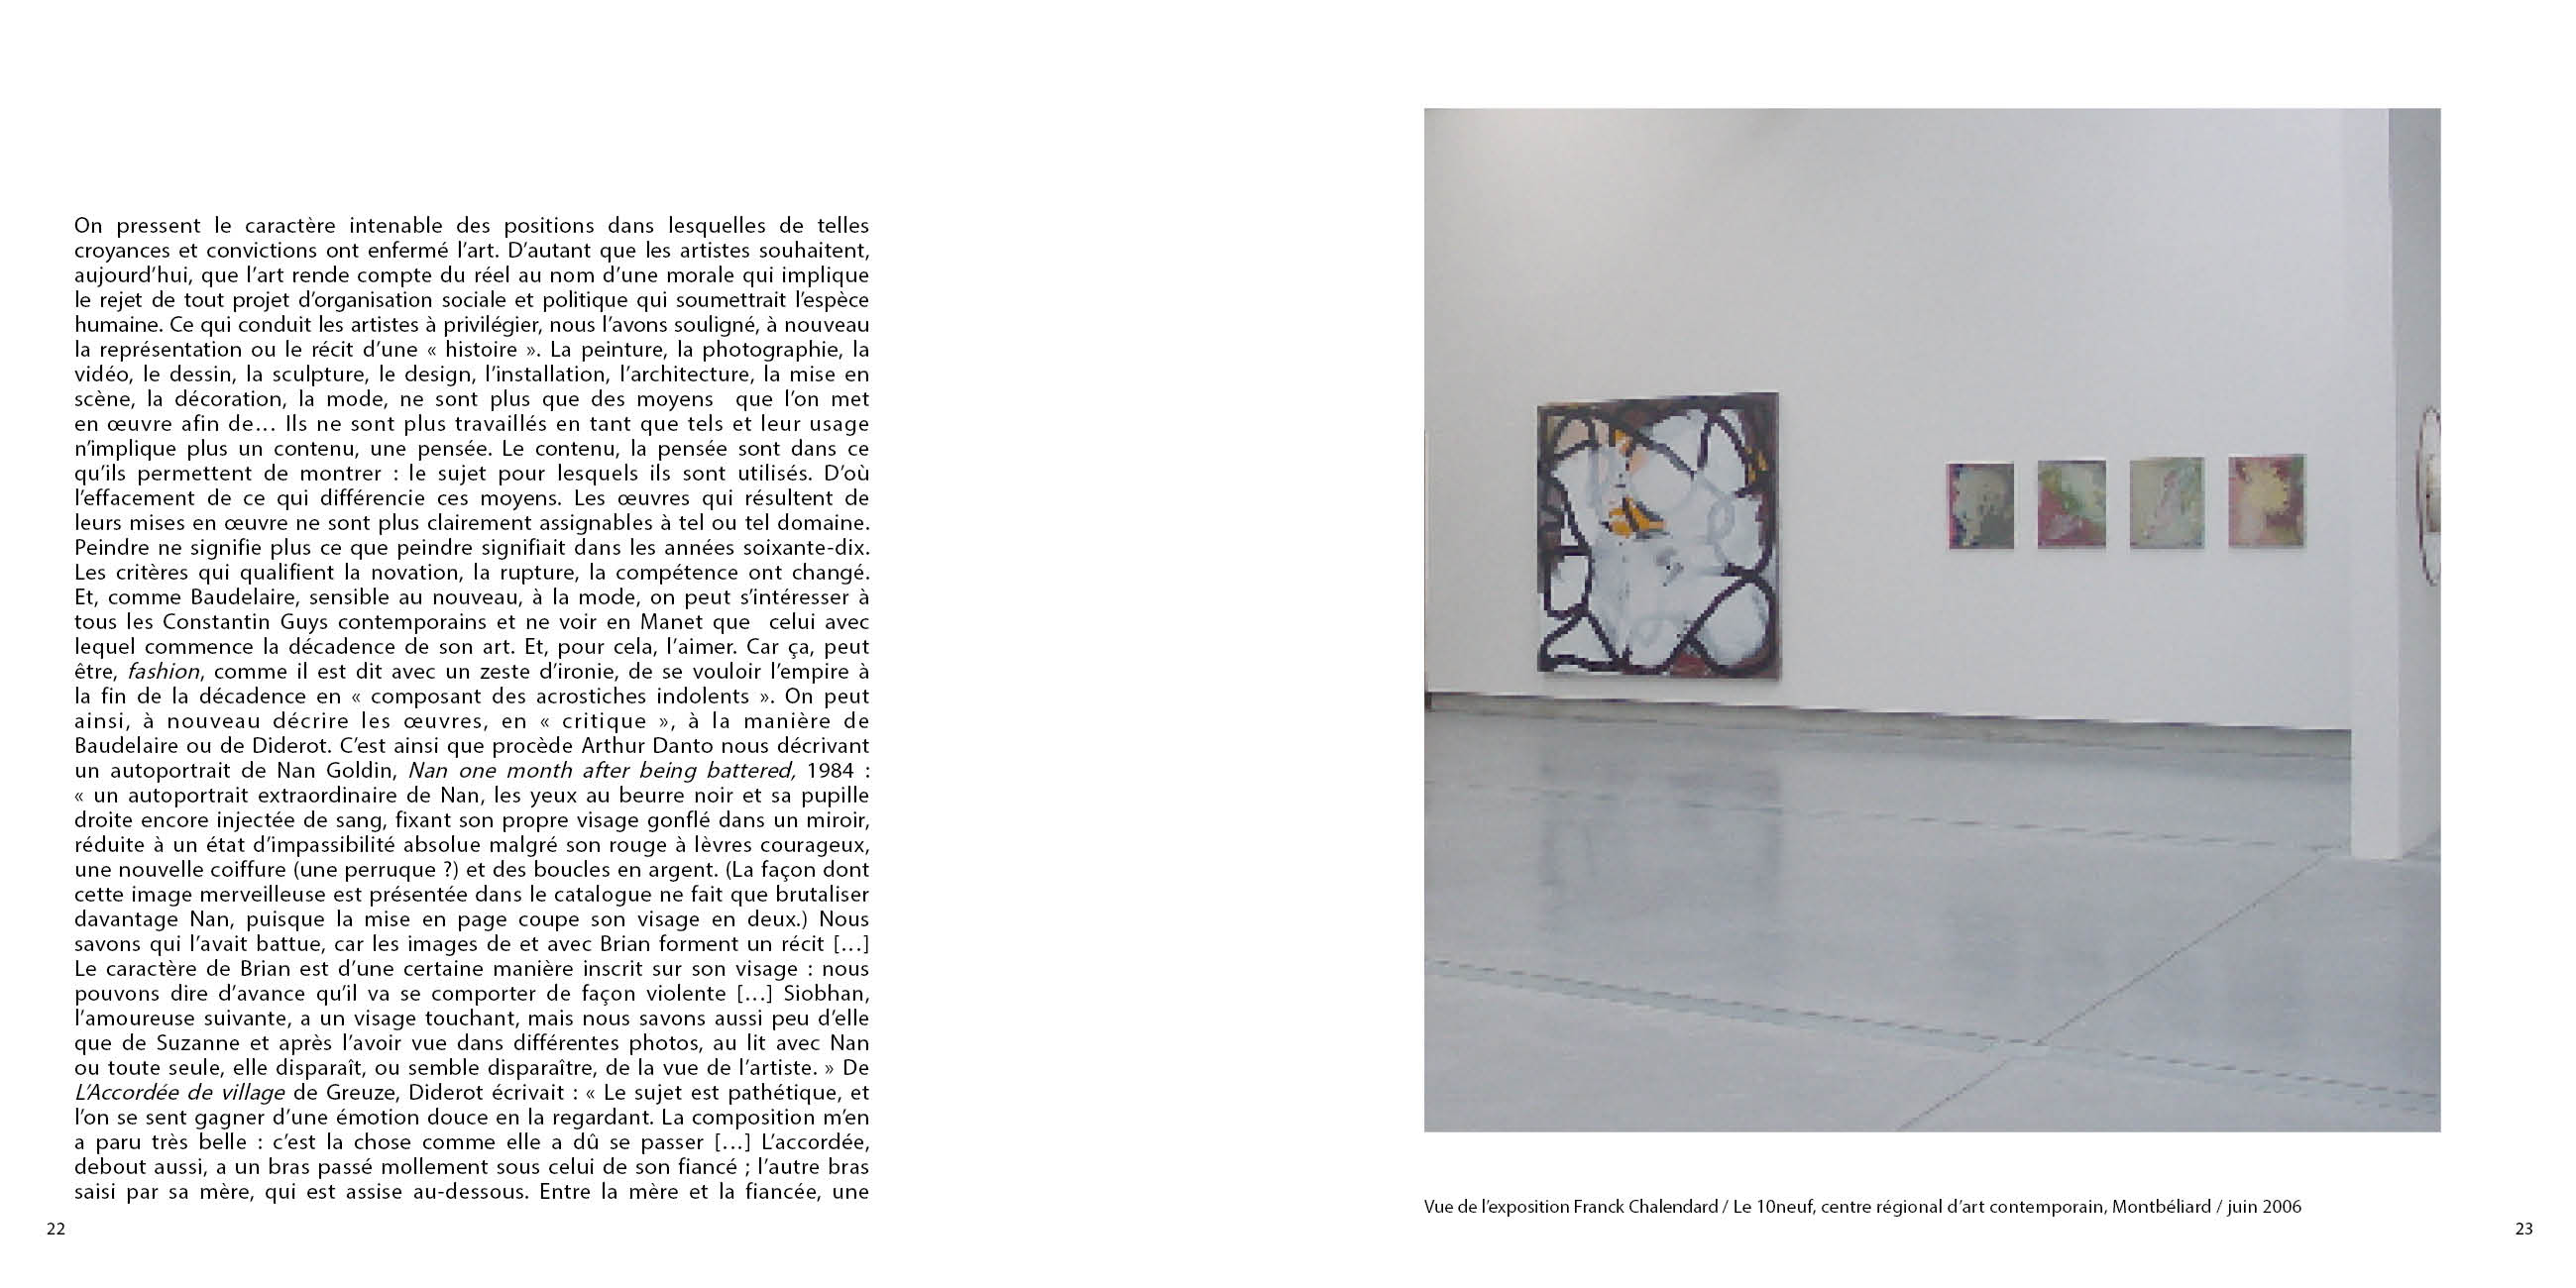 On pressent le caractère intenable des positions dans lesquelles de telles
croyances et convictions ont enfermé l’art. D’autant que les artistes souhaitent,
aujourd’hui, que l’art rende compte du réel au nom d’une morale qui implique
le rejet de tout projet d’organisation sociale et politique qui soumettrait l’espèce
humaine. Ce qui conduit les artistes à privilégier, nous l’avons souligné, à nouveau
la représentation ou le récit d’une « histoire ». La peinture, la photographie, la
vidéo, le dessin, la sculpture, le design, l’installation, l’architecture, la mise en
scène, la décoration, la mode, ne sont plus que des moyens  que l’on met
en œuvre afin de… Ils ne sont plus travaillés en tant que tels et leur usage
n’implique plus un contenu, une pensée. Le contenu, la pensée sont dans ce
qu’ils permettent de montrer : le sujet pour lesquels ils sont utilisés. D’où
l’effacement de ce qui différencie ces moyens. Les œuvres qui résultent de
leurs mises en œuvre ne sont plus clairement assignables à tel ou tel domaine.
Peindre ne signifie plus ce que peindre signifiait dans les années soixante-dix.
Les critères qui qualifient la novation, la rupture, la compétence ont changé.
Et, comme Baudelaire, sensible au nouveau, à la mode, on peut s’intéresser à
tous les Constantin Guys contemporains et ne voir en Manet que  celui avec
lequel commence la décadence de son art. Et, pour cela, l’aimer. Car ça, peut
être, fashion, comme il est dit avec un zeste d’ironie, de se vouloir l’empire à
la fin de la décadence en « composant des acrostiches indolents ». On peut
ainsi, à nouveau décrire les œuvres, en « critique », à la manière de
Baudelaire ou de Diderot. C’est ainsi que procède Arthur Danto nous décrivant
un autoportrait de Nan Goldin, Nan one month after being battered, 1984 :
« un autoportrait extraordinaire de Nan, les yeux au beurre noir et sa pupille
droite encore injectée de sang, fixant son propre visage gonflé dans un miroir,
réduite à un état d’impassibilité absolue malgré son rouge à lèvres courageux,
une nouvelle coiffure (une perruque ?) et des boucles en argent. (La façon dont
cette image merveilleuse est présentée dans le catalogue ne fait que brutaliser
davantage Nan, puisque la mise en page coupe son visage en deux.) Nous
savons qui l’avait battue, car les images de et avec Brian forment un récit […]
Le caractère de Brian est d’une certaine manière inscrit sur son visage : nous
pouvons dire d’avance qu’il va se comporter de façon violente […] Siobhan,
l’amoureuse suivante, a un visage touchant, mais nous savons aussi peu d’elle
que de Suzanne et après l’avoir vue dans différentes photos, au lit avec Nan
ou toute seule, elle disparaît, ou semble disparaître, de la vue de l’artiste. » De
L’Accordée de village de Greuze, Diderot écrivait : « Le sujet est pathétique, et
l’on se sent gagner d’une émotion douce en la regardant. La composition m’en
a paru très belle : c’est la chose comme elle a dû se passer […] L’accordée,
debout aussi, a un bras passé mollement sous celui de son fiancé ; l’autre bras
saisi par sa mère, qui est assise au-dessous. Entre la mère et la fiancée, une
22
Vue de l’exposition Franck Chalendard / Le 10neuf, centre régional d’art contemporain, Montbéliard / juin 2006
23